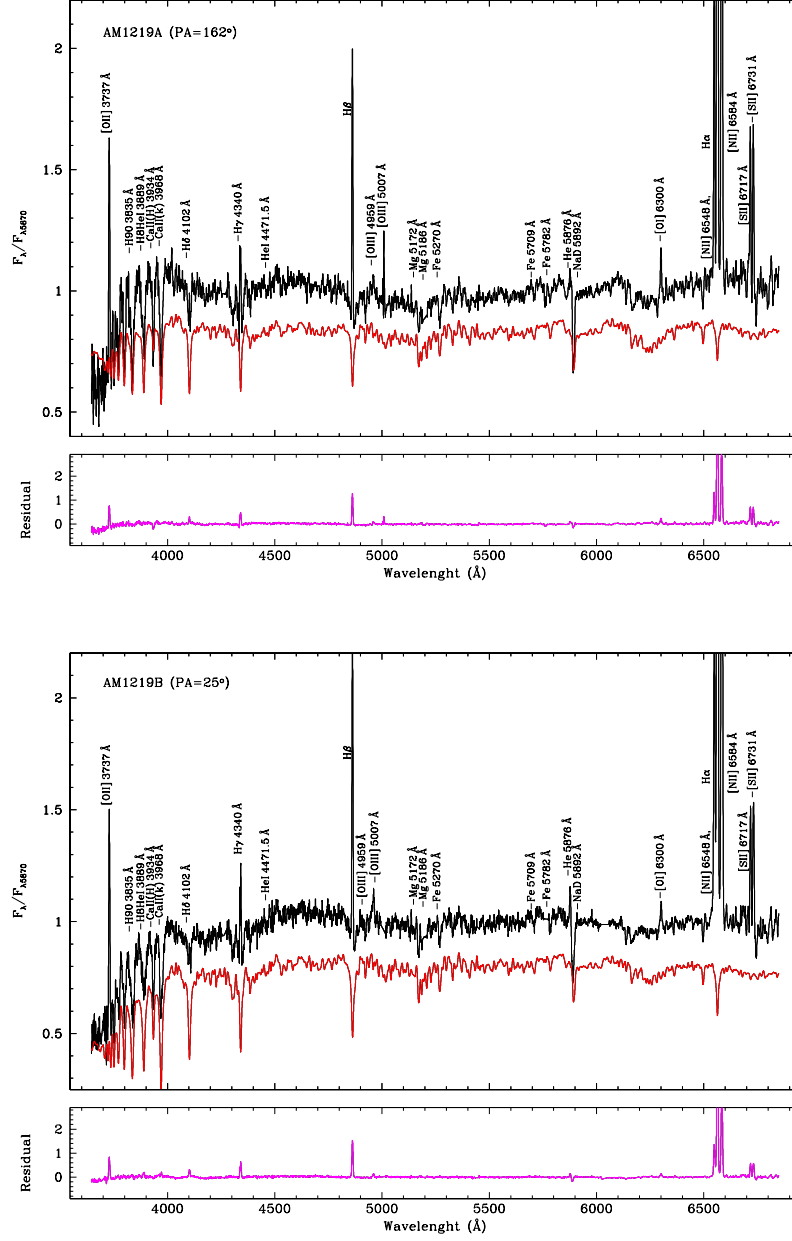 AM1219A (PA=162°)
[OII] 3737 Å
H90 3835 Å
H8HeI 3889 Å
CaII(H) 3934 Å
CaII(k) 3968 Å
Hδ 4102 Å
Hγ 4340 Å
HeI 4471.5 Å
Hβ
[OIII] 4959 Å
[OIII] 5007 Å
Mg 5172 Å
Mg 5186 Å
Fe 5270 Å
Fe 5709 Å
Fe 5782 Å
He 5876 Å
NaD 5892 Å
[OI] 6300 Å
[NII] 6548 Å,
Hα
[NII] 6584 Å
[SII] 6717 Å
[SII] 6731 Å
Fλ/Fλ5870
2
1.5
1
0.5
Residual
2
1
0
4000 4500 5000 5500 6000 6500
Wavelenght (Å)
AM1219B (PA=25°)
[OII] 3737 Å
H90 3835 Å
H8HeI 3889 Å
CaII(H) 3934 Å
CaII(k) 3968 Å
Hδ 4102 Å
Hγ 4340 Å
HeI 4471.5 Å
Hβ
[OIII] 4959 Å
[OIII] 5007 Å
Mg 5172 Å
Mg 5186 Å
Fe 5270 Å
Fe 5709 Å
Fe 5782 Å
He 5876 Å
NaD 5892 Å
[OI] 6300 Å
[NII] 6548 Å,
Hα
[NII] 6584 Å
[SII] 6717 Å
[SII] 6731 Å
Fλ/Fλ5870
2
1.5
1
0.5
Residual
2
1
0
4000 4500 5000 5500 6000 6500
Wavelenght (Å)